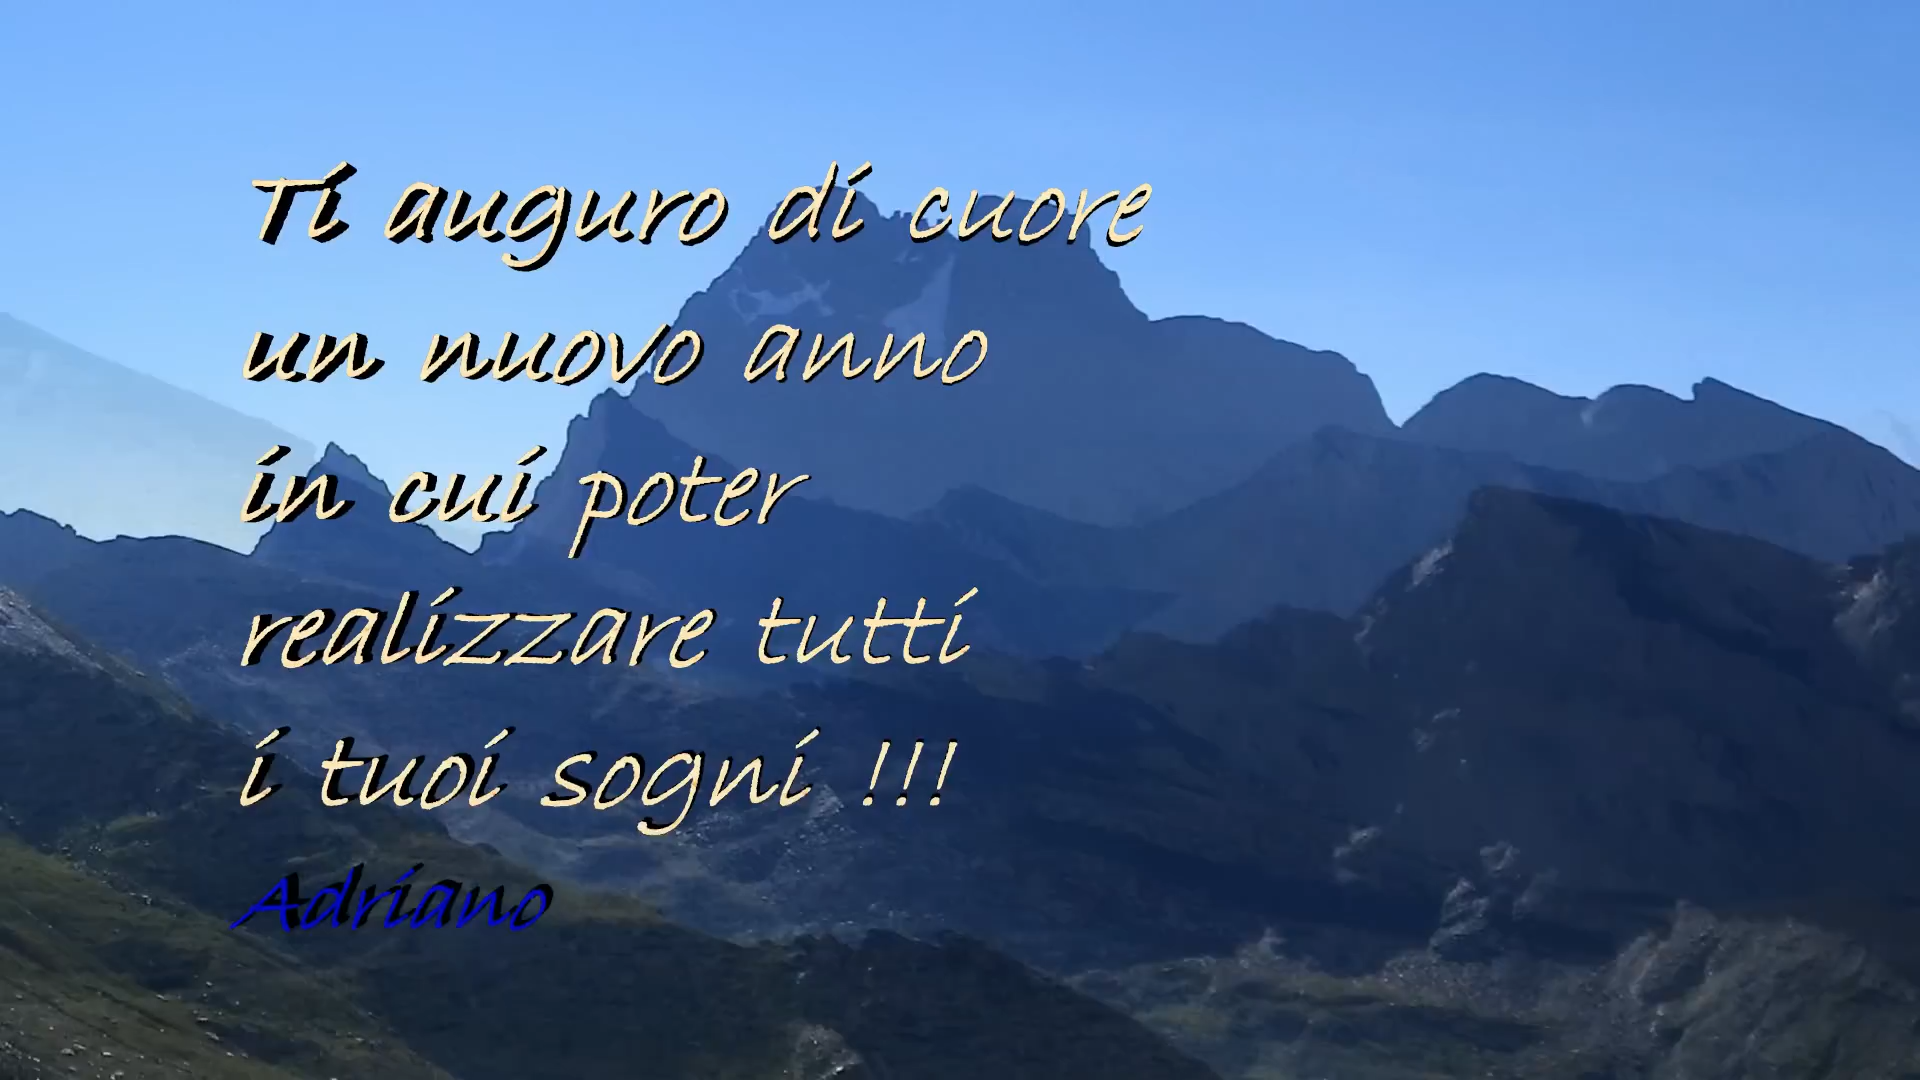 Ti auguro di cuore
un nuovo anno
in cui poter
realizzare tutti
i tuoi sogni !!!
Adriano